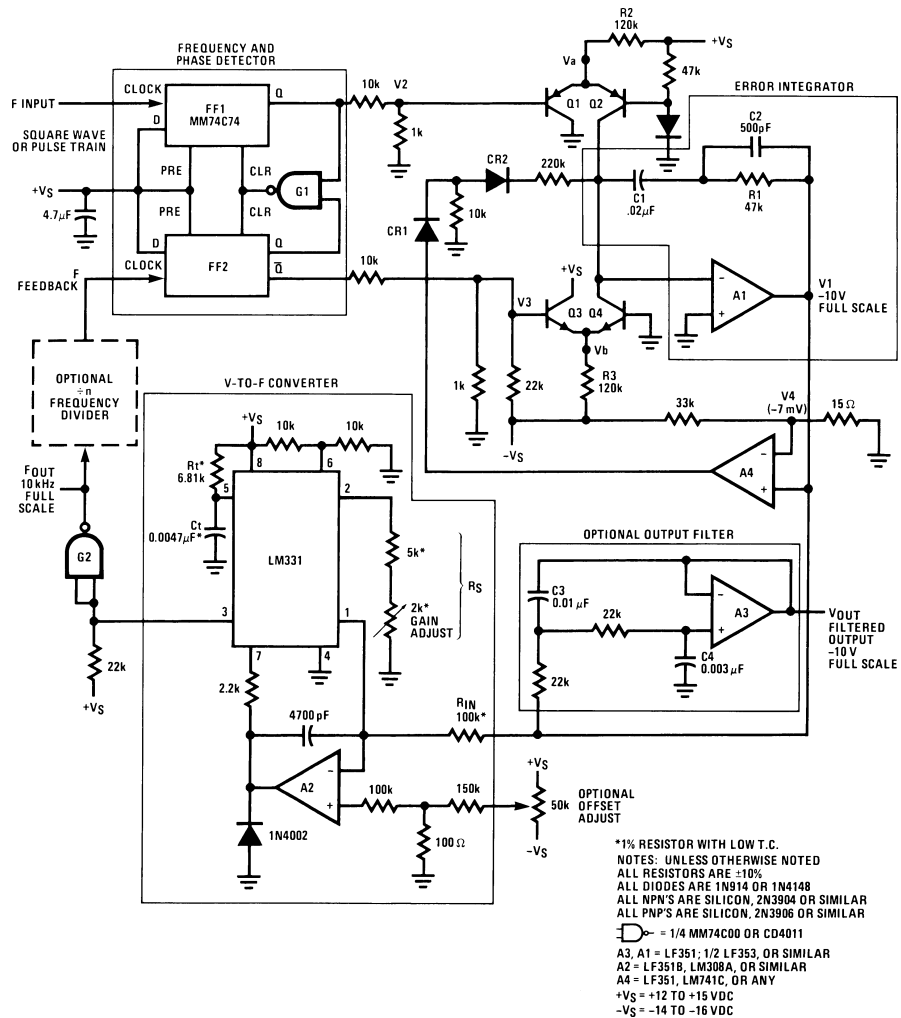 FREQUENCY AND
PHASE DETECTOR
F INPUT
CLOCK
FF1
MM74C74
Q
D
SQUARE WAVE
OR PULSE TRAIN
PRE
CLR
G1
+VS
4.7μF
PRE
CLR
D
Q
FF2
Q̅
CLOCK
F
FEEDBACK
10k
V2
1k
R2
120k
+VS
Va
47k
Q1
Q2
ERROR INTEGRATOR
C2
500pF
CR2
220k
C1
.02μF
R1
47k
10k
CR1
10k
+VS
V3
Q3
Q4
A1
−
+
V1
−10V
FULL SCALE
Vb
1k
22k
R3
120k
33k
V4
(−7 mV)
15Ω
−VS
A4
−
+
OPTIONAL
÷n
FREQUENCY
DIVIDER
FOUT
10kHz
FULL
SCALE
G2
22k
+VS
V-TO-F CONVERTER
+VS
10k
10k
Rt*
6.81k
8
6
5
2
Ct
0.0047μF*
LM331
5k*
RS
2k*
GAIN
ADJUST
3
1
7
4
2.2k
4700pF
RIN
100k*
A2
−
+
100k
150k
1N4002
100Ω
+VS
50k
−VS
OPTIONAL
OFFSET
ADJUST
OPTIONAL OUTPUT FILTER
C3
0.01μF
22k
A3
−
+
C4
0.003μF
22k
VOUT
FILTERED
OUTPUT
−10V
FULL SCALE
*1% RESISTOR WITH LOW T.C.
NOTES: UNLESS OTHERWISE NOTED
ALL RESISTORS ARE ±10%
ALL DIODES ARE 1N914 OR 1N4148
ALL NPN'S ARE SILICON, 2N3904 OR SIMILAR
ALL PNP'S ARE SILICON, 2N3906 OR SIMILAR
= 1/4 MM74C00 OR CD4011
A3, A1 = LF351; 1/2 LF353, OR SIMILAR
A2 = LF351B, LM308A, OR SIMILAR
A4 = LF351, LM741C, OR ANY
+VS = +12 TO +15 VDC
−VS = −14 TO −16 VDC